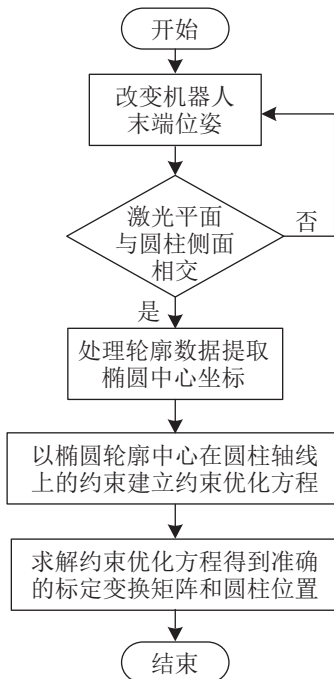 开始
改变机器人
末端位姿
激光平面
与圆柱侧面
相交
否
是
处理轮廓数据提取
椭圆中心坐标
以椭圆轮廓中心在圆柱轴线
上的约束建立约束优化方程
求解约束优化方程得到准确
的标定变换矩阵和圆柱位置
结束